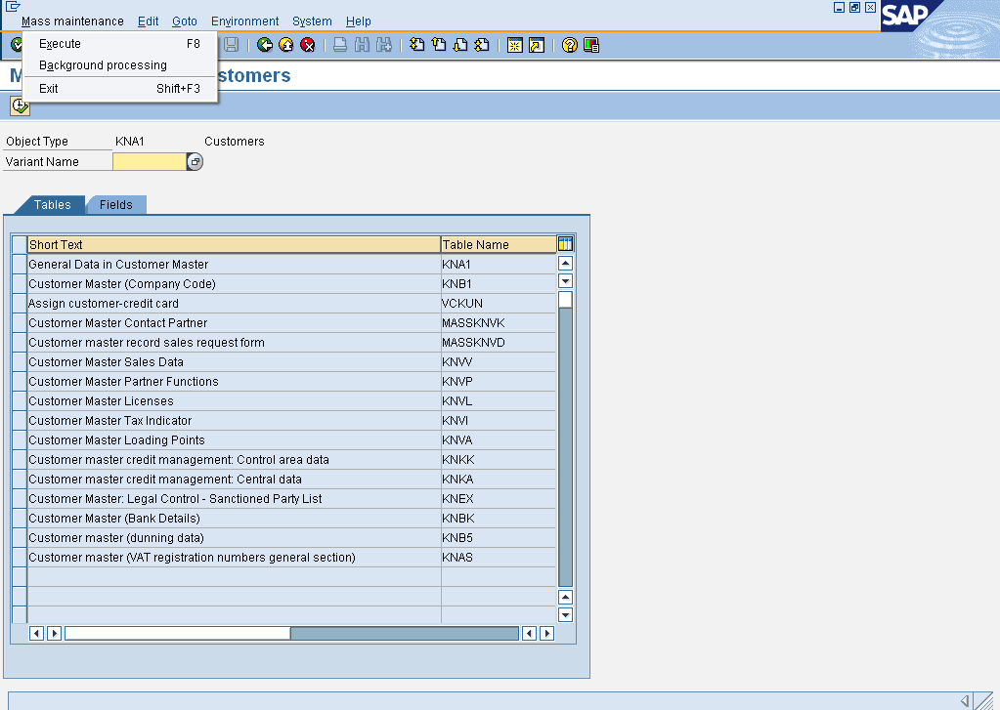 Mass maintenance Edit Goto Environment System Help
SAP
Execute F8
Background processing
Exit Shift+F3
M stomers
Object Type KNA1 Customers
Variant Name
Tables Fields
Short Text Table Name
General Data in Customer Master KNA1
Customer Master (Company Code) KNB1
Assign customer-credit card VCKUN
Customer Master Contact Partner MASSKNVK
Customer master record sales request form MASSKNVD
Customer Master Sales Data KNVV
Customer Master Partner Functions KNVP
Customer Master Licenses KNVL
Customer Master Tax Indicator KNVI
Customer Master Loading Points KNVA
Customer master credit management: Control area data KNKK
Customer master credit management: Central data KNKA
Customer Master: Legal Control - Sanctioned Party List KNEX
Customer Master (Bank Details) KNBK
Customer master (dunning data) KNB5
Customer master (VAT registration numbers general section) KNAS